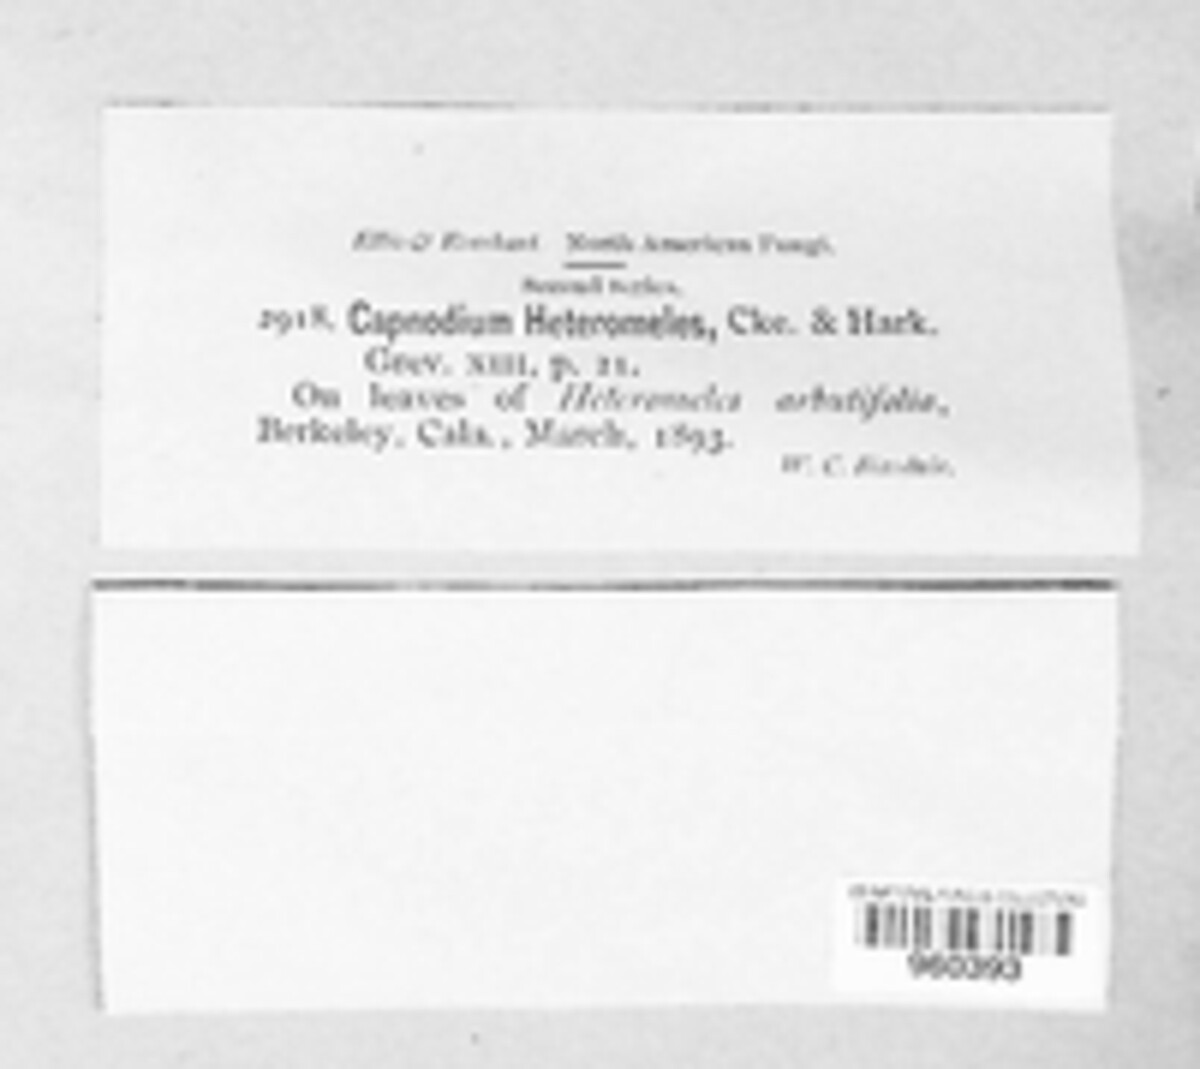 Ellis & Everhart North American Fungi.
Second Series.
2918. Capnodium Heteromeles, Cke. & Hark.
Grev. XIII, p. 21.
On leaves of Heteromeles arbutifolia,
Berkeley, Cala., March, 1893.
W. C. Blasdale.
960393